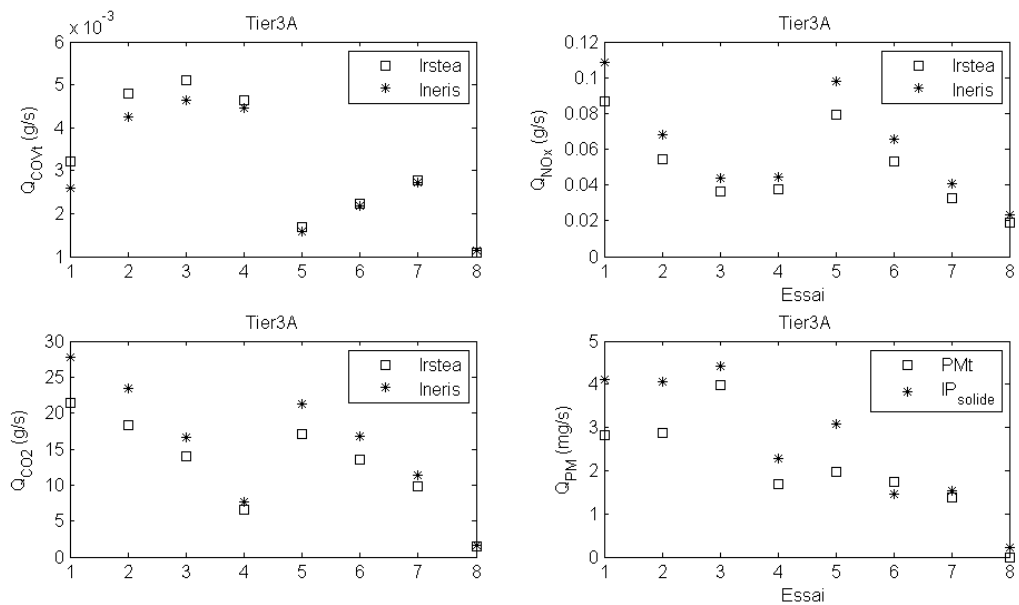 x 10⁻³
Tier3A
6
5
4
3
2
1
Q_COVt (g/s)
Irstea
Ineris
1 2 3 4 5 6 7 8
Tier3A
0.12
0.1
0.08
0.06
0.04
0.02
0
Q_NOx (g/s)
Irstea
Ineris
1 2 3 4 5 6 7 8
Essai
Tier3A
30
25
20
15
10
5
0
Q_CO2 (g/s)
Irstea
Ineris
1 2 3 4 5 6 7 8
Tier3A
5
4
3
2
1
0
Q_PM (mg/s)
PMt
IP_solide
1 2 3 4 5 6 7 8
Essai